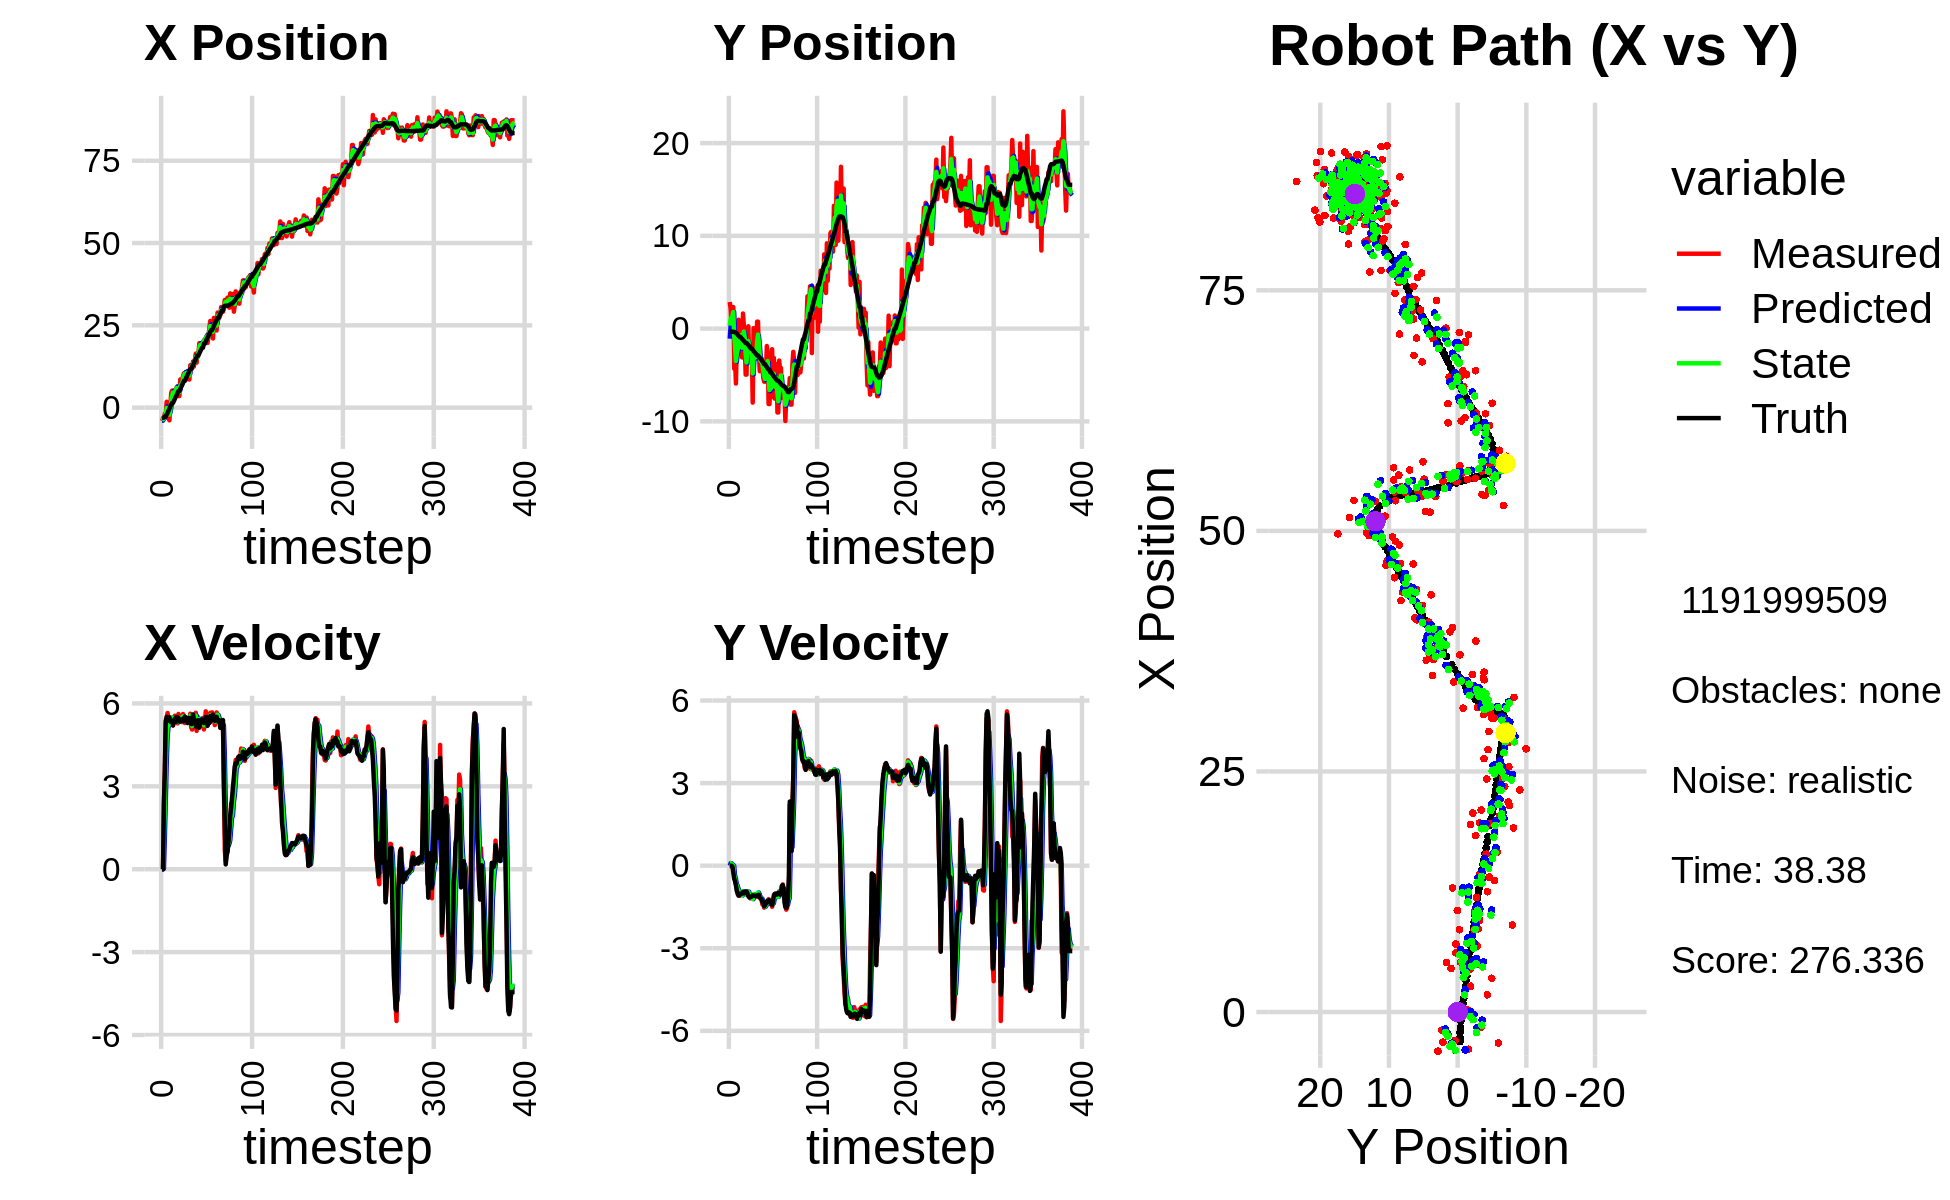 X Position
75
50
25
0
0
100
200
300
400
timestep
Y Position
20
10
0
-10
0
100
200
300
400
timestep
X Velocity
6
3
0
-3
-6
0
100
200
300
400
timestep
Y Velocity
6
3
0
-3
-6
0
100
200
300
400
timestep
Robot Path (X vs Y)
X Position
75
50
25
0
20 10 0 -10 -20
Y Position
variable
Measured
Predicted
State
Truth
1191999509
Obstacles: none
Noise: realistic
Time: 38.38
Score: 276.336